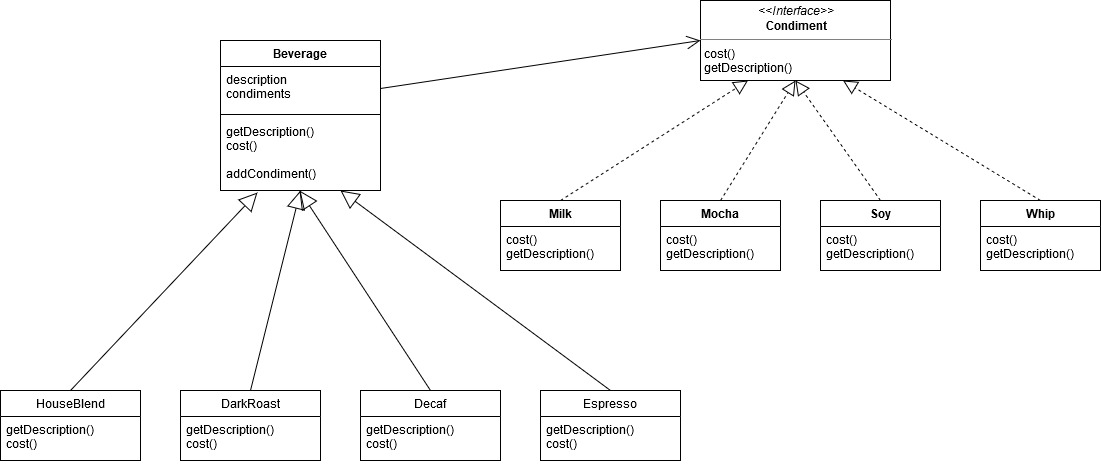 <<Interface>>
Condiment
cost()
getDescription()
Beverage
description
condiments
getDescription()
cost()
addCondiment()
Milk
cost()
getDescription()
Mocha
cost()
getDescription()
Soy
cost()
getDescription()
Whip
cost()
getDescription()
HouseBlend
getDescription()
cost()
DarkRoast
getDescription()
cost()
Decaf
getDescription()
cost()
Espresso
getDescription()
cost()